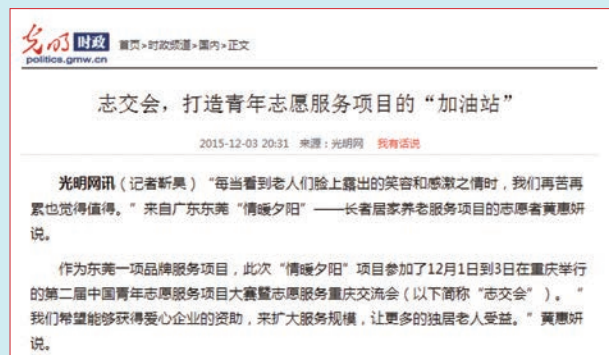 光明 时政 首页>时政频道>国内>正文
politics.gmw.cn
志交会，打造青年志愿服务项目的“加油站”
2015-12-03 20:31 来源：光明网 我有话说
光明网讯（记者靳昊）“每当看到老人们脸上露出的笑容和感激之情时，我们再苦再
累也觉得值得。”来自广东东莞“情暖夕阳”——长者居家养老服务项目的志愿者黄惠妍
说。
作为东莞一项品牌服务项目，此次“情暖夕阳”项目参加了12月1日到3日在重庆举行
的第二届中国青年志愿服务项目大赛暨志愿服务重庆交流会（以下简称“志交会”）。“
我们希望能够获得爱心企业的资助，来扩大服务规模，让更多的独居老人受益。”黄惠妍
说。